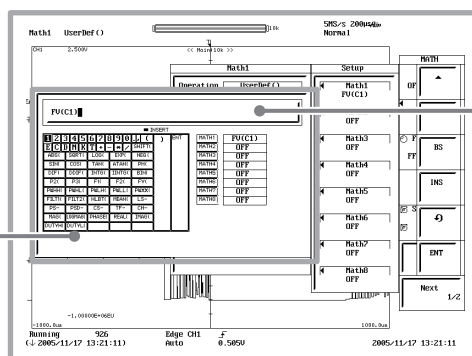 Math1 UserDef() 10k 5MS/s 200µs/div
Normal
CH1 2.500V << Main:10k >>
MATH
Math1 Setup
Operation UserDef()
Math1 FV(C1)
OFF
Math3 OFF
Math4 OFF
Math5 OFF
Math6 OFF
Math7 OFF
Math8 OFF
FV(C1)
INSERT
1 2 3 4 5 6 7 8 9 0 . ( ) ENT
E C D M K T + - * / SHIFT(
ABS( SQRT( LOG( EXP( NEG(
SIN( COS( TAN( ATAN( PH(
DIF( DDIF( INTG( IINTG( BIN(
P2( P3( F1( F2( FV(
PWHH( PWHL( PWLH( PWLL( PWXX(
FILT1( FILT2( HLBT( MEAN( LS-
PS- PSD- CS- TF- CH-
MAG( LOGMAG( PHASE( REAL( IMAG(
DUTYH( DUTYL(
MATH1 FV(C1)
MATH2 OFF
MATH3 OFF
MATH4 OFF
MATH5 OFF
MATH6 OFF
MATH7 OFF
MATH8 OFF
BS
INS
ENT
Next
1/2
-1.00000E+06EU
-1000.0us 1000.0us
Running 926 Edge CH1
(↓2005/11/17 13:21:11) Auto 0.505V 2005/11/17 13:21:11